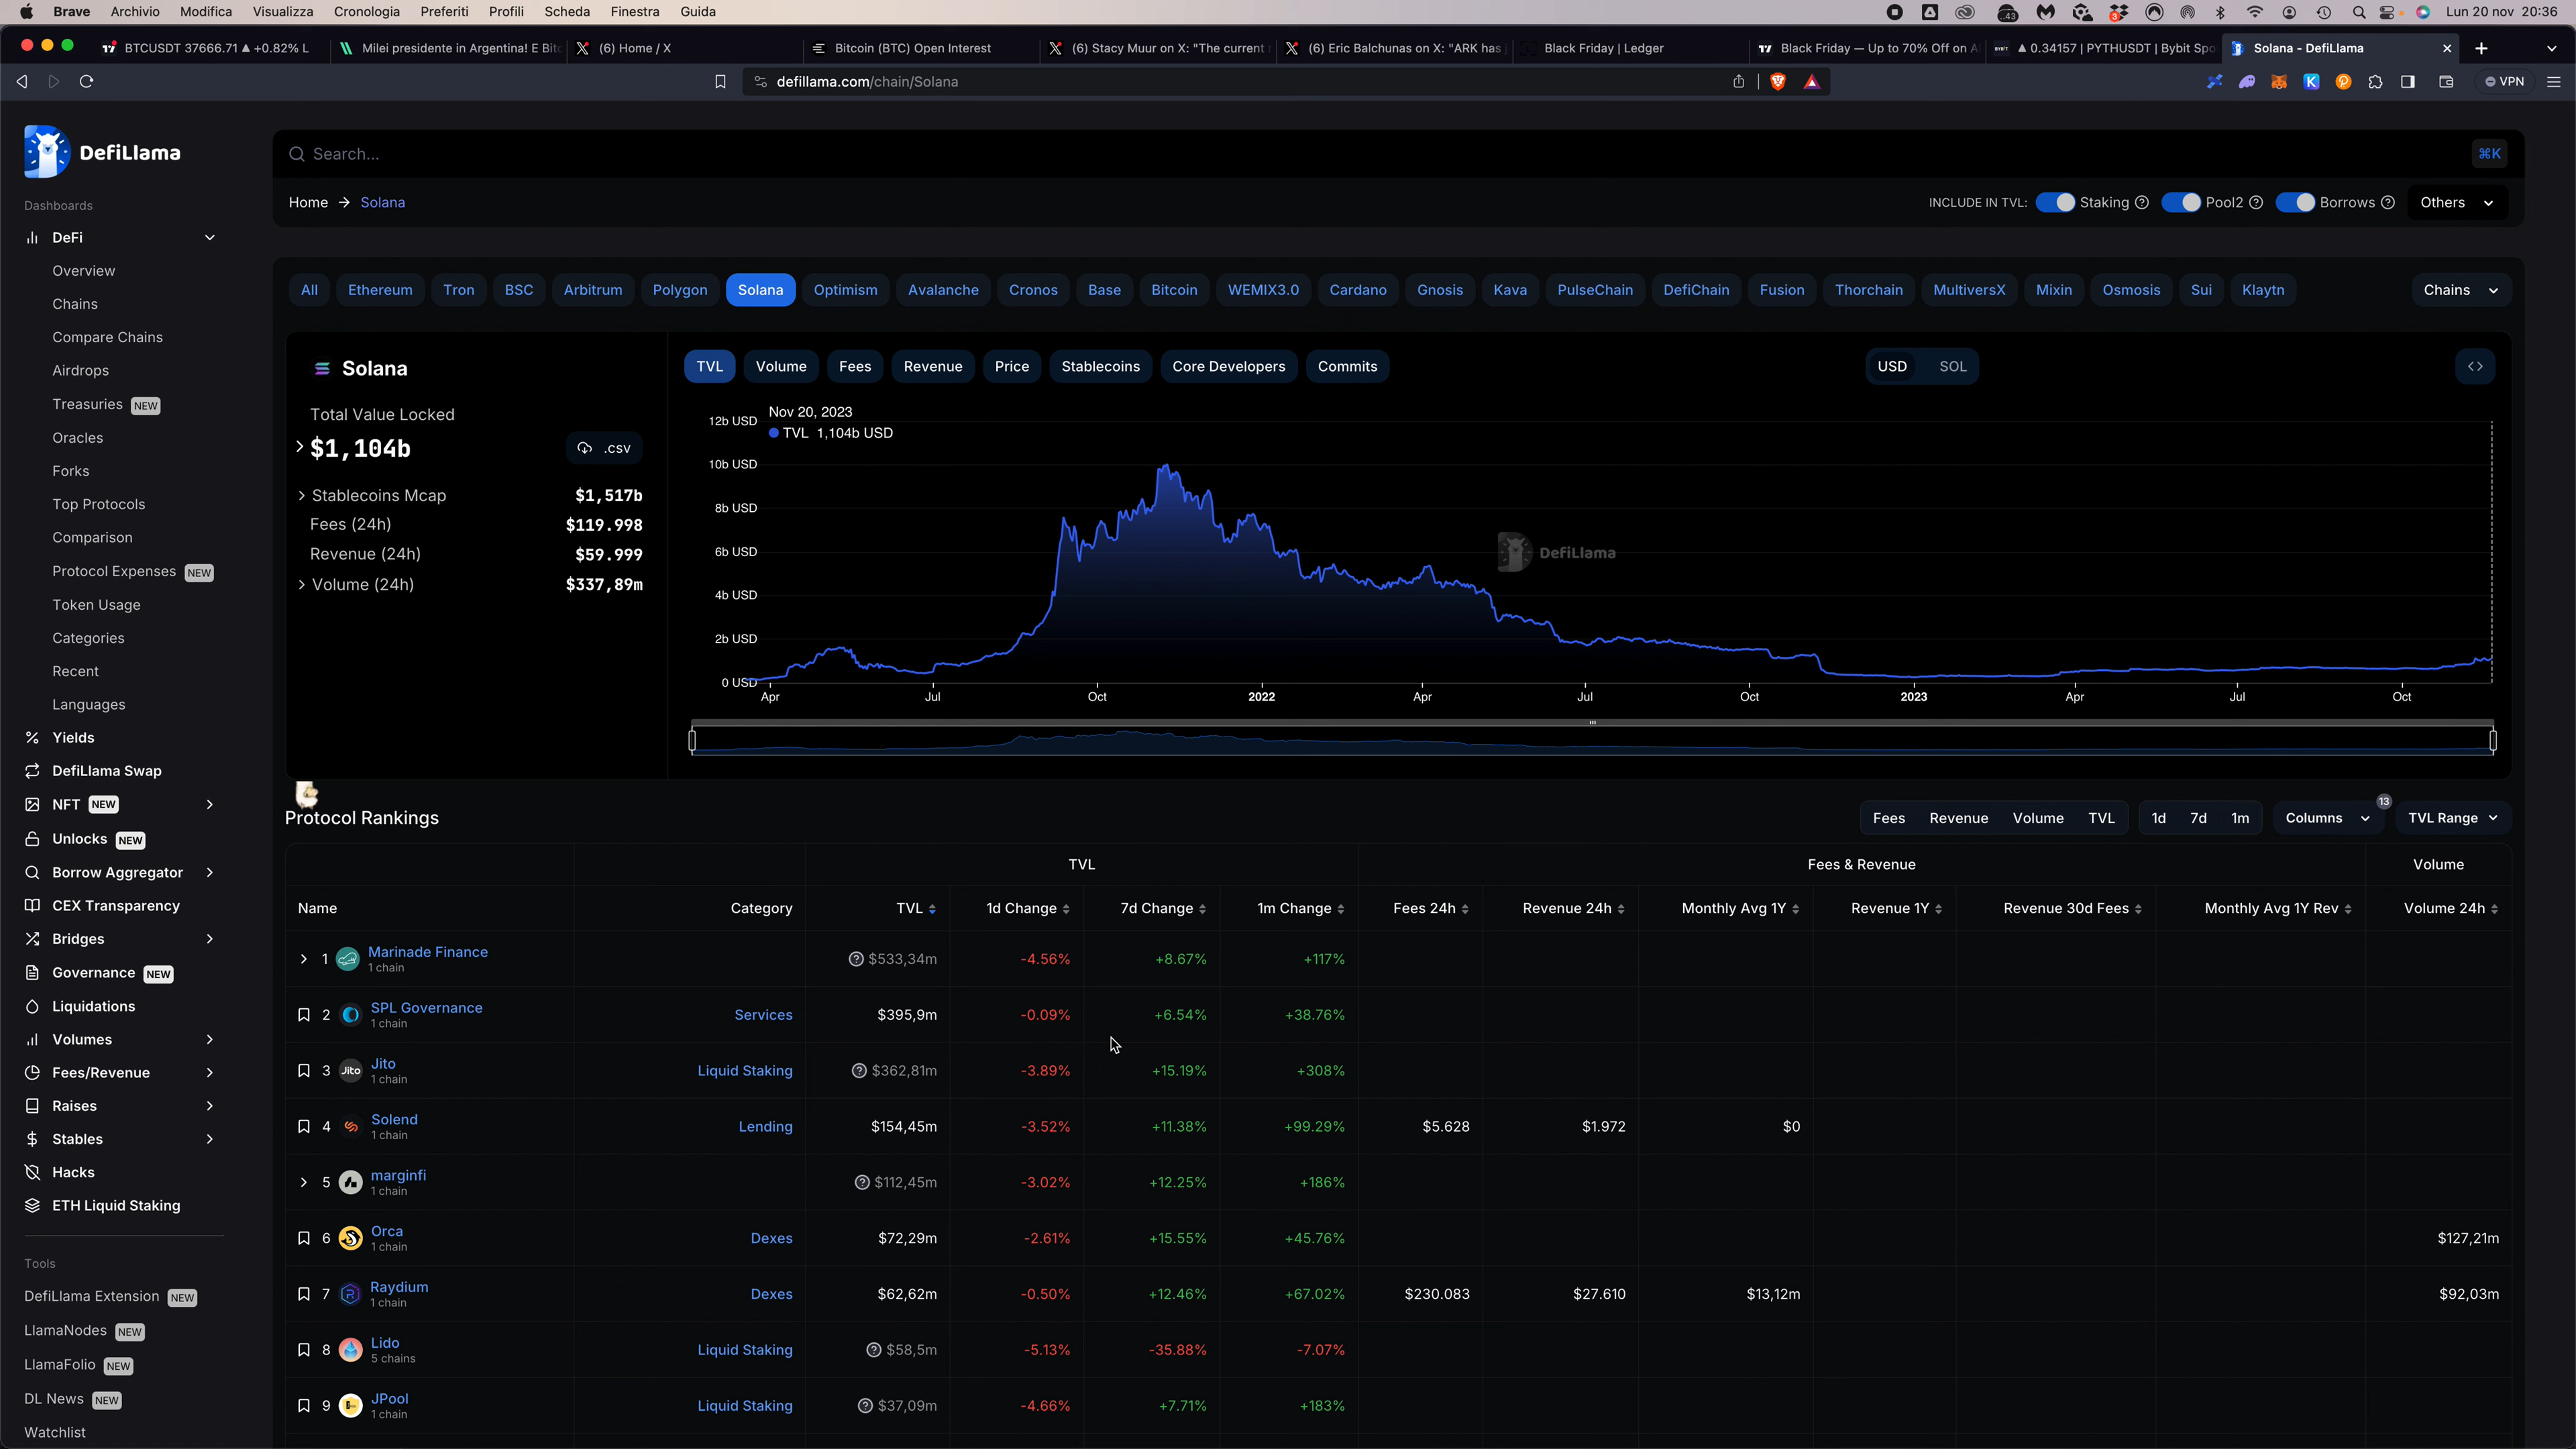 Brave Archivio Modifica Visualizza Cronologia Preferiti Profili Scheda Finestra Guida Lun 20 nov 20:36
BTCUSDT 37666.71 ▲ +0.82% L Milei presidente in Argentina! E Bitc (6) Home / X Bitcoin (BTC) Open Interest (6) Stacy Muur on X: "The current r (6) Eric Balchunas on X: "ARK has j Black Friday | Ledger Black Friday — Up to 70% Off on A ▲ 0.34157 | PYTHUSDT | Bybit Spo Solana - DefiLlama
defillama.com/chain/Solana VPN
DefiLlama
Search... ⌘K
Home → Solana
INCLUDE IN TVL: Staking Pool2 Borrows Others
Dashboards
DeFi
Overview
Chains
Compare Chains
Airdrops
Treasuries NEW
Oracles
Forks
Top Protocols
Comparison
Protocol Expenses NEW
Token Usage
Categories
Recent
Languages
Yields
DefiLlama Swap
NFT NEW
Unlocks NEW
Borrow Aggregator
CEX Transparency
Bridges
Governance NEW
Liquidations
Volumes
Fees/Revenue
Raises
Stables
Hacks
ETH Liquid Staking
Tools
DefiLlama Extension NEW
LlamaNodes NEW
LlamaFolio NEW
DL News NEW
Watchlist
All Ethereum Tron BSC Arbitrum Polygon Solana Optimism Avalanche Cronos Base Bitcoin WEMIX3.0 Cardano Gnosis Kava PulseChain DefiChain Fusion Thorchain MultiversX Mixin Osmosis Sui Klaytn Chains
Solana
Total Value Locked
$1,104b .csv
Stablecoins Mcap $1,517b
Fees (24h) $119.998
Revenue (24h) $59.999
Volume (24h) $337,89m
TVL Volume Fees Revenue Price Stablecoins Core Developers Commits USD SOL
Nov 20, 2023
TVL 1,104b USD
12b USD
10b USD
8b USD
6b USD
4b USD
2b USD
0 USD
DefiLlama
Apr Jul Oct 2022 Apr Jul Oct 2023 Apr Jul Oct
Protocol Rankings
Fees Revenue Volume TVL 1d 7d 1m Columns 13 TVL Range
TVL Fees & Revenue Volume
Name Category TVL 1d Change 7d Change 1m Change Fees 24h Revenue 24h Monthly Avg 1Y Revenue 1Y Revenue 30d Fees Monthly Avg 1Y Rev Volume 24h
1 Marinade Finance $533,34m -4.56% +8.67% +117%
1 chain
2 SPL Governance Services $395,9m -0.09% +6.54% +38.76%
1 chain
3 Jito Jito Liquid Staking $362,81m -3.89% +15.19% +308%
1 chain
4 Solend Lending $154,45m -3.52% +11.38% +99.29% $5.628 $1.972 $0
1 chain
5 marginfi $112,45m -3.02% +12.25% +186%
1 chain
6 Orca Dexes $72,29m -2.61% +15.55% +45.76% $127,21m
1 chain
7 Raydium Dexes $62,62m -0.50% +12.46% +67.02% $230.083 $27.610 $13,12m $92,03m
1 chain
8 Lido Liquid Staking $58,5m -5.13% -35.88% -7.07%
5 chains
9 JPool Liquid Staking $37,09m -4.66% +7.71% +183%
1 chain